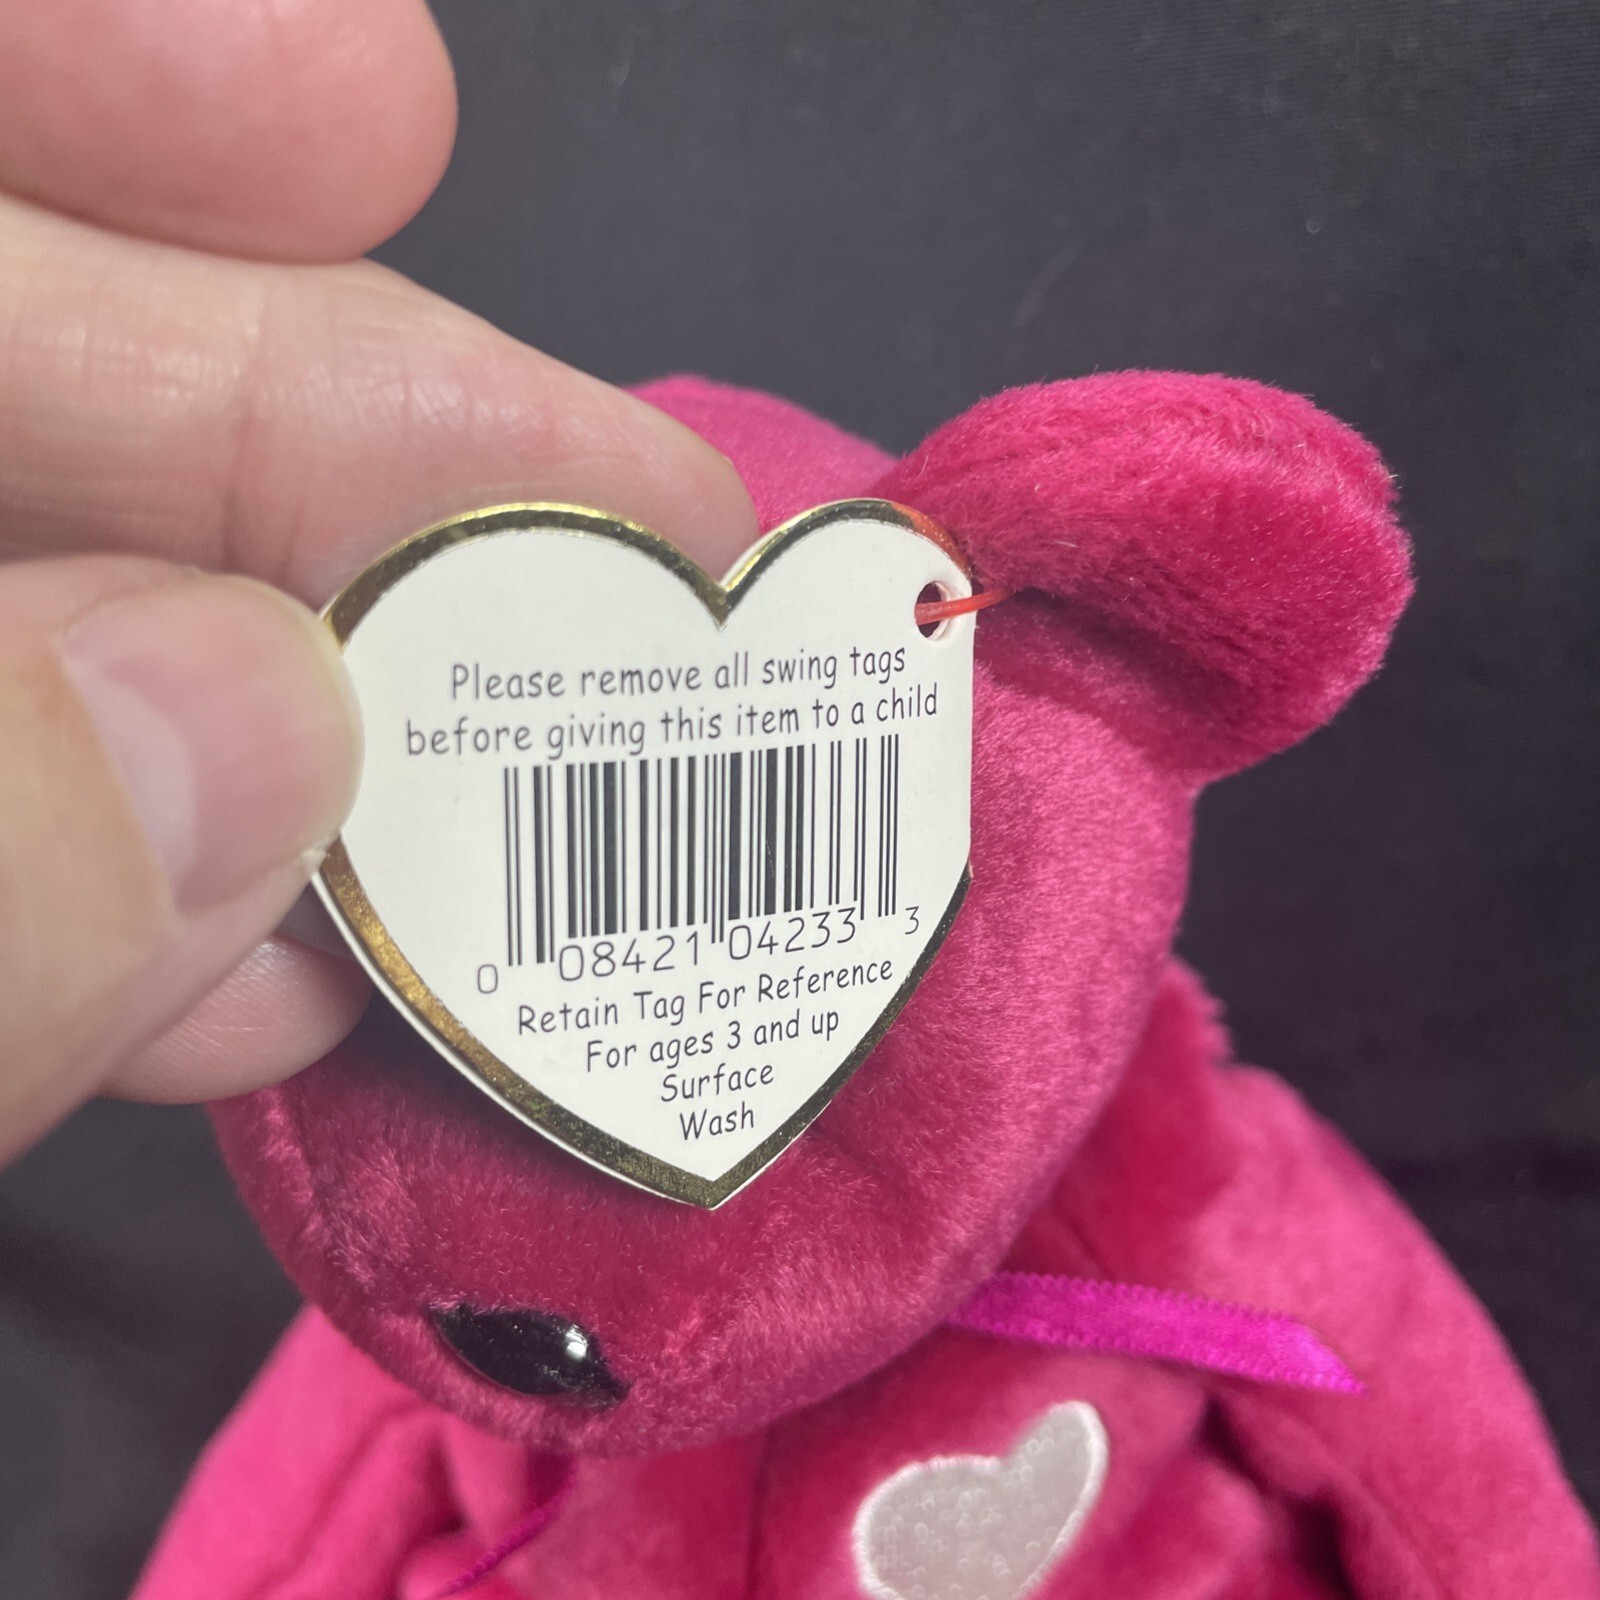 Please remove all swing tags
before giving this item to a child
0 08421 04233 3
Retain Tag For Reference
For ages 3 and up
Surface
Wash